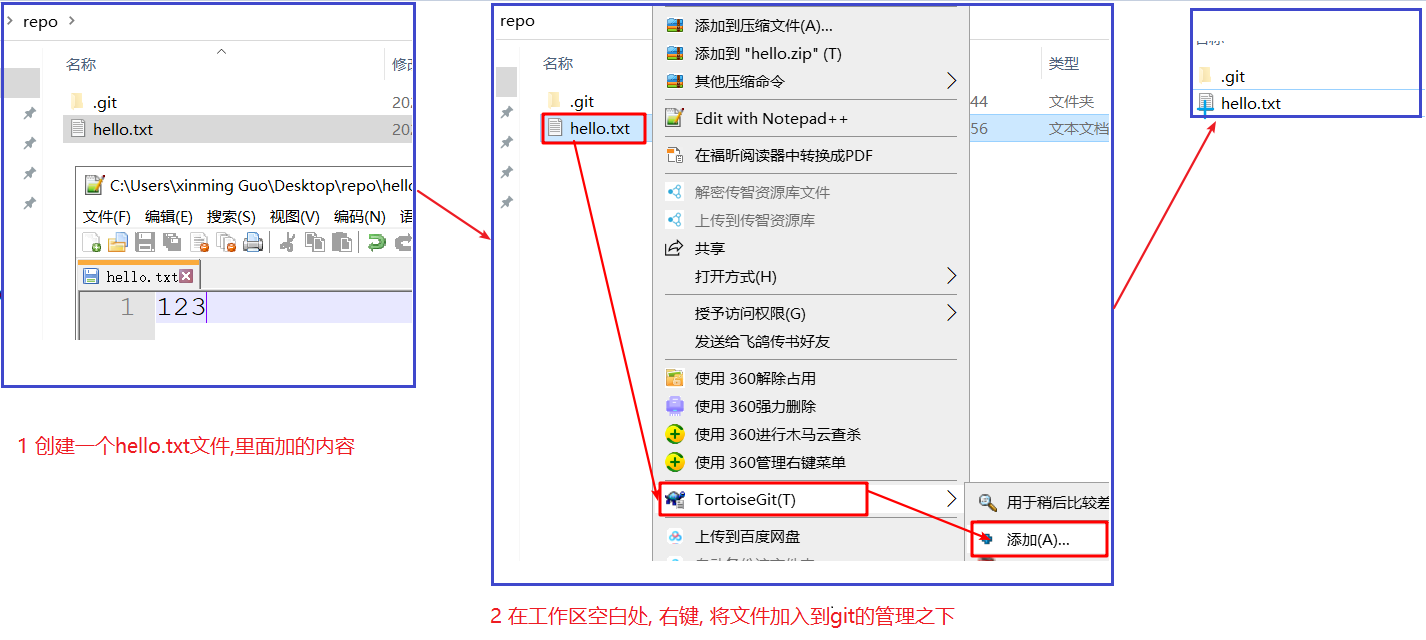 repo
名称
修改
.git
202
hello.txt
202
C:\Users\xinming Guo\Desktop\repo\hello
文件(F) 编辑(E) 搜索(S) 视图(V) 编码(N) 语
hello.txt
1 123
1 创建一个hello.txt文件,里面加的内容
repo
名称
类型
.git
44 文件夹
hello.txt
56 文本文档
添加到压缩文件(A)...
添加到 "hello.zip" (T)
其他压缩命令
Edit with Notepad++
在福昕阅读器中转换成PDF
解密传智资源库文件
上传到传智资源库
共享
打开方式(H)
授予访问权限(G)
发送给飞鸽传书好友
使用 360解除占用
使用 360强力删除
使用 360进行木马云查杀
使用 360管理右键菜单
TortoiseGit(T)
上传到百度网盘
用于稍后比较差
添加(A)...
2 在工作区空白处, 右键, 将文件加入到git的管理之下
.git
hello.txt